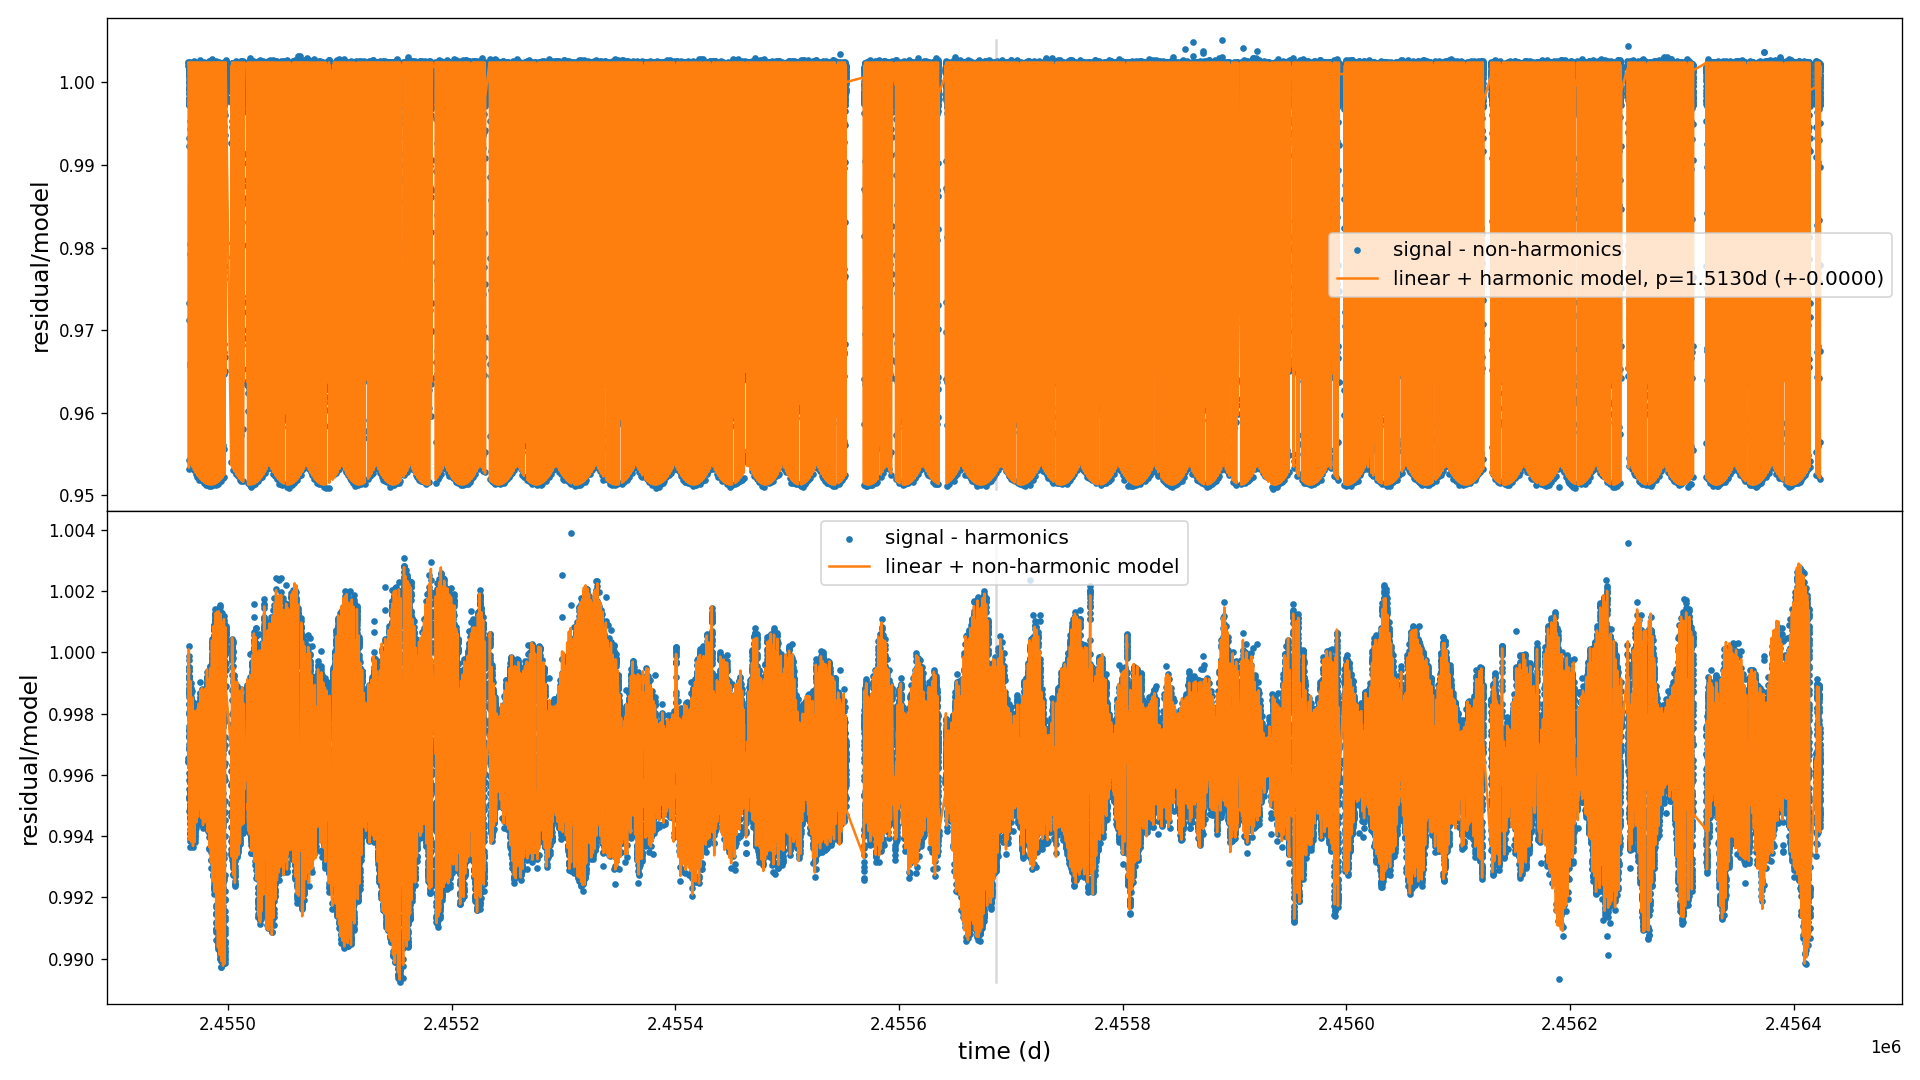 1.00
0.99
0.98
0.97
0.96
0.95
residual/model
signal - non-harmonics
linear + harmonic model, p=1.5130d (+-0.0000)
1.004
1.002
1.000
0.998
0.996
0.994
0.992
0.990
residual/model
signal - harmonics
linear + non-harmonic model
2.4550 2.4552 2.4554 2.4556 2.4558 2.4560 2.4562 2.4564
time (d)
1e6